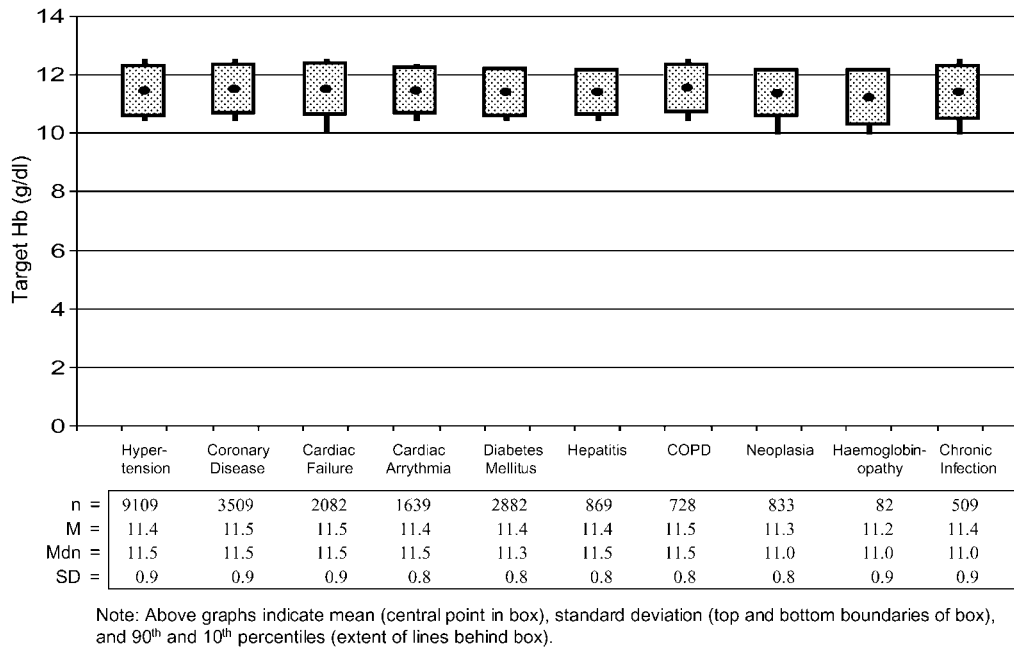 14
12
10
8
6
4
2
0
Target Hb (g/dl)
Hyper-
tension
Coronary
Disease
Cardiac
Failure
Cardiac
Arrythmia
Diabetes
Mellitus
Hepatitis
COPD
Neoplasia
Haemoglobin-
opathy
Chronic
Infection
n = 9109 3509 2082 1639 2882 869 728 833 82 509
M = 11.4 11.5 11.5 11.4 11.4 11.4 11.5 11.3 11.2 11.4
Mdn = 11.5 11.5 11.5 11.5 11.3 11.5 11.5 11.0 11.0 11.0
SD = 0.9 0.9 0.9 0.8 0.8 0.8 0.8 0.8 0.9 0.9
Note: Above graphs indicate mean (central point in box), standard deviation (top and bottom boundaries of box),
and 90th and 10th percentiles (extent of lines behind box).